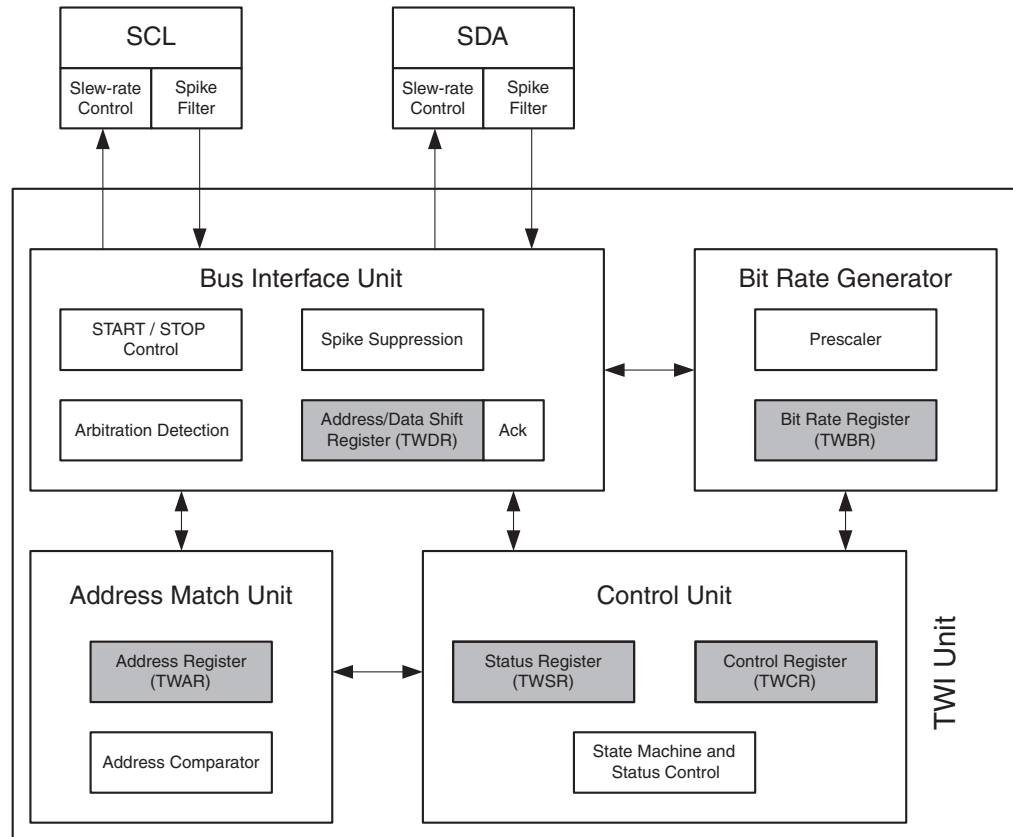 SCL
SDA
Slew-rate
Control
Spike
Filter
Slew-rate
Control
Spike
Filter
Bus Interface Unit
START / STOP
Control
Spike Suppression
Arbitration Detection
Address/Data Shift
Register (TWDR)
Ack
Bit Rate Generator
Prescaler
Bit Rate Register
(TWBR)
Address Match Unit
Address Register
(TWAR)
Address Comparator
Control Unit
Status Register
(TWSR)
Control Register
(TWCR)
State Machine and
Status Control
TWI Unit